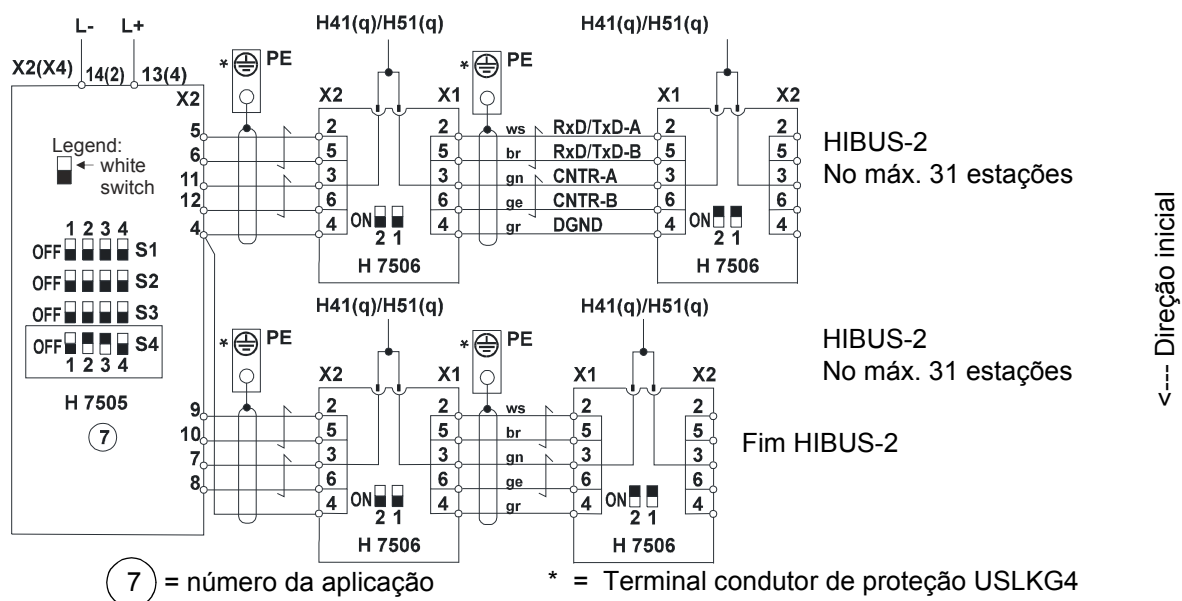 L- L+
H41(q)/H51(q) H41(q)/H51(q)
X2(X4) 14(2) 13(4)
* PE * PE
X2 X2 X1 X1 X2
5 2 2 ws RxD/TxD-A 2 2
6 5 5 br RxD/TxD-B 5 5
11 3 3 gn CNTR-A 3 3
12 6 6 ge CNTR-B 6 6
4 4 4 gr DGND 4 4
ON ON
2 1 2 1
H 7506 H 7506
HIBUS-2
No máx. 31 estações
Legend:
white
switch
1 2 3 4
OFF S1
OFF S2
OFF S3
OFF S4
1 2 3 4
H 7505
7
H41(q)/H51(q) H41(q)/H51(q)
* PE * PE
X2 X1 X1 X2
9 2 2 ws 2 2
10 5 5 br 5 5
7 3 3 gn 3 3
8 6 6 ge 6 6
4 4 gr 4 4
ON ON
2 1 2 1
H 7506 H 7506
HIBUS-2
No máx. 31 estações
Fim HIBUS-2
<--- Direção inicial
7 = número da aplicação * = Terminal condutor de proteção USLKG4